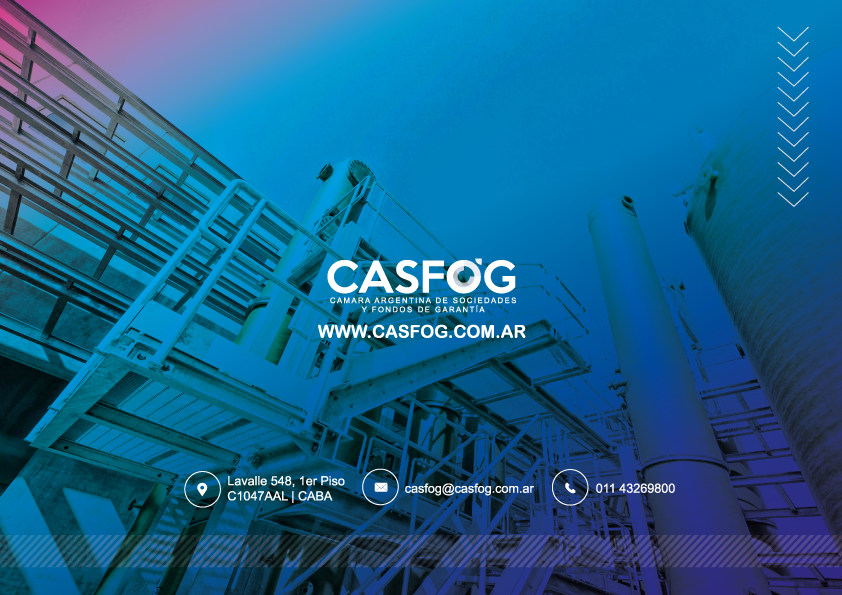 CASFOG
CAMARA ARGENTINA DE SOCIEDADES
Y FONDOS DE GARANTÍA
WWW.CASFOG.COM.AR
Lavalle 548, 1er Piso
C1047AAL | CABA
casfog@casfog.com.ar
011 43269800